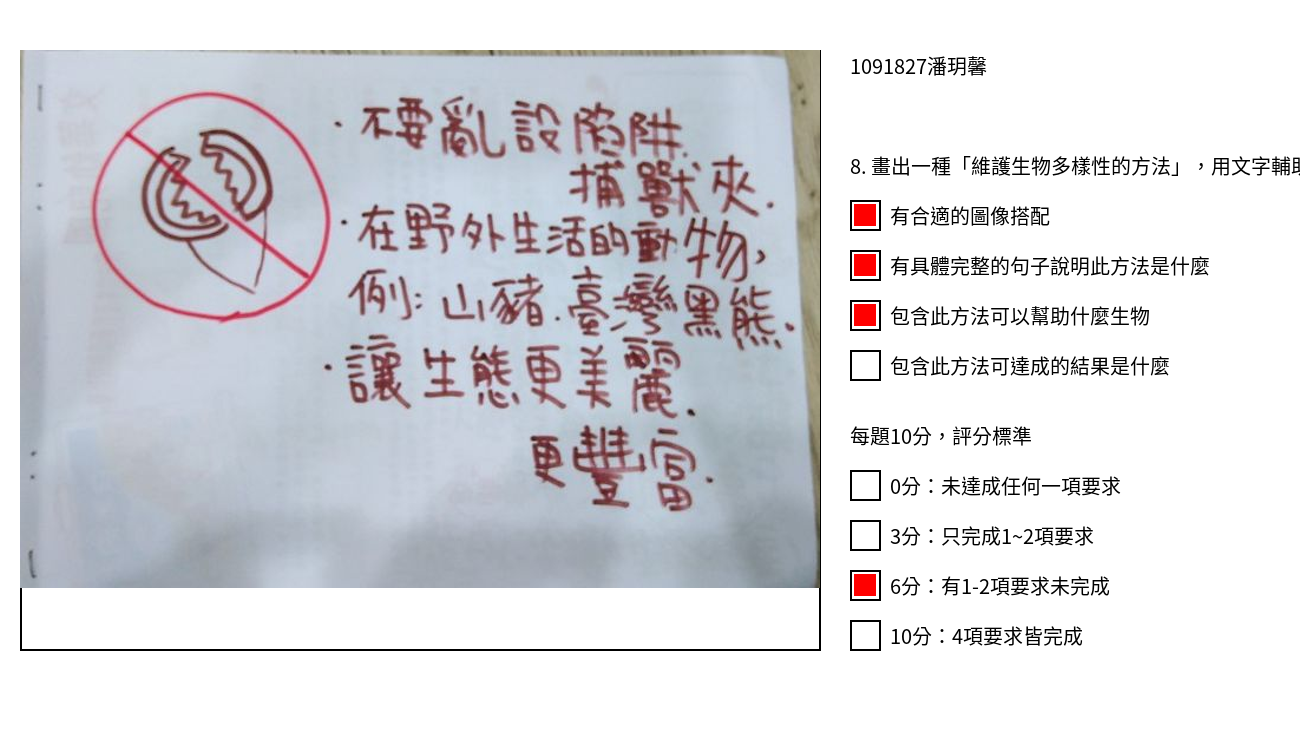 1091827潘玥馨
8. 畫出一種「維護生物多樣性的方法」，用文字輔助
有合適的圖像搭配
有具體完整的句子說明此方法是什麼
包含此方法可以幫助什麼生物
包含此方法可達成的結果是什麼
每題10分，評分標準
0分：未達成任何一項要求
3分：只完成1~2項要求
6分：有1-2項要求未完成
10分：4項要求皆完成
·不要亂設陷阱.
捕獸夾.
·在野外生活的動物，
例:山豬.臺灣黑熊.
·讓生態更美麗.
更豐富.